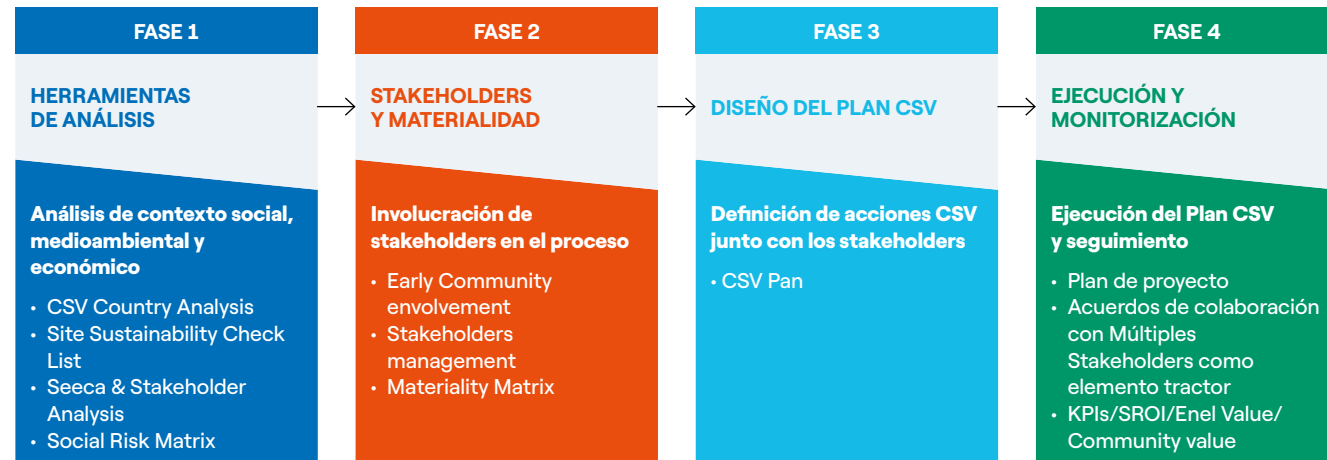 FASE 1
HERRAMIENTAS
DE ANÁLISIS
Análisis de contexto social,
medioambiental y
económico
• CSV Country Analysis
• Site Sustainability Check
List
• Seeca & Stakeholder
Analysis
• Social Risk Matrix
FASE 2
STAKEHOLDERS
Y MATERIALIDAD
Involucración de
stakeholders en el proceso
• Early Community
envolvement
• Stakeholders
management
• Materiality Matrix
FASE 3
DISEÑO DEL PLAN CSV
Definición de acciones CSV
junto con los stakeholders
• CSV Pan
FASE 4
EJECUCIÓN Y
MONITORIZACIÓN
Ejecución del Plan CSV
y seguimiento
• Plan de proyecto
• Acuerdos de colaboración
con Múltiples
Stakeholders como
elemento tractor
• KPIs/SROI/Enel Value/
Community value